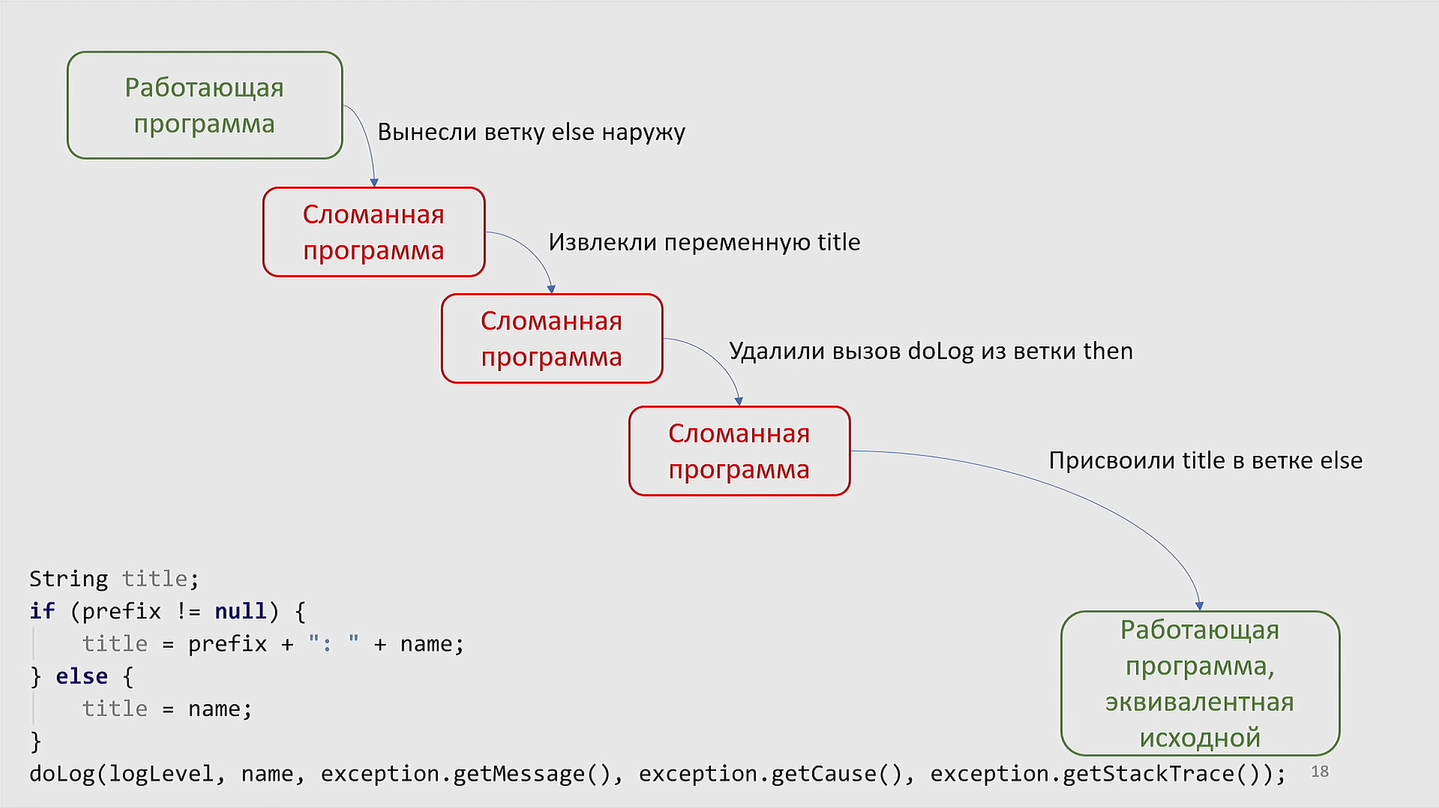 Работающая
программа
Вынесли ветку else наружу
Сломанная
программа
Извлекли переменную title
Сломанная
программа
Удалили вызов doLog из ветки then
Сломанная
программа
Присвоили title в ветке else
Работающая
программа,
эквивалентная
исходной
String title;
if (prefix != null) {
    title = prefix + ": " + name;
} else {
    title = name;
}
doLog(logLevel, name, exception.getMessage(), exception.getCause(), exception.getStackTrace());
18